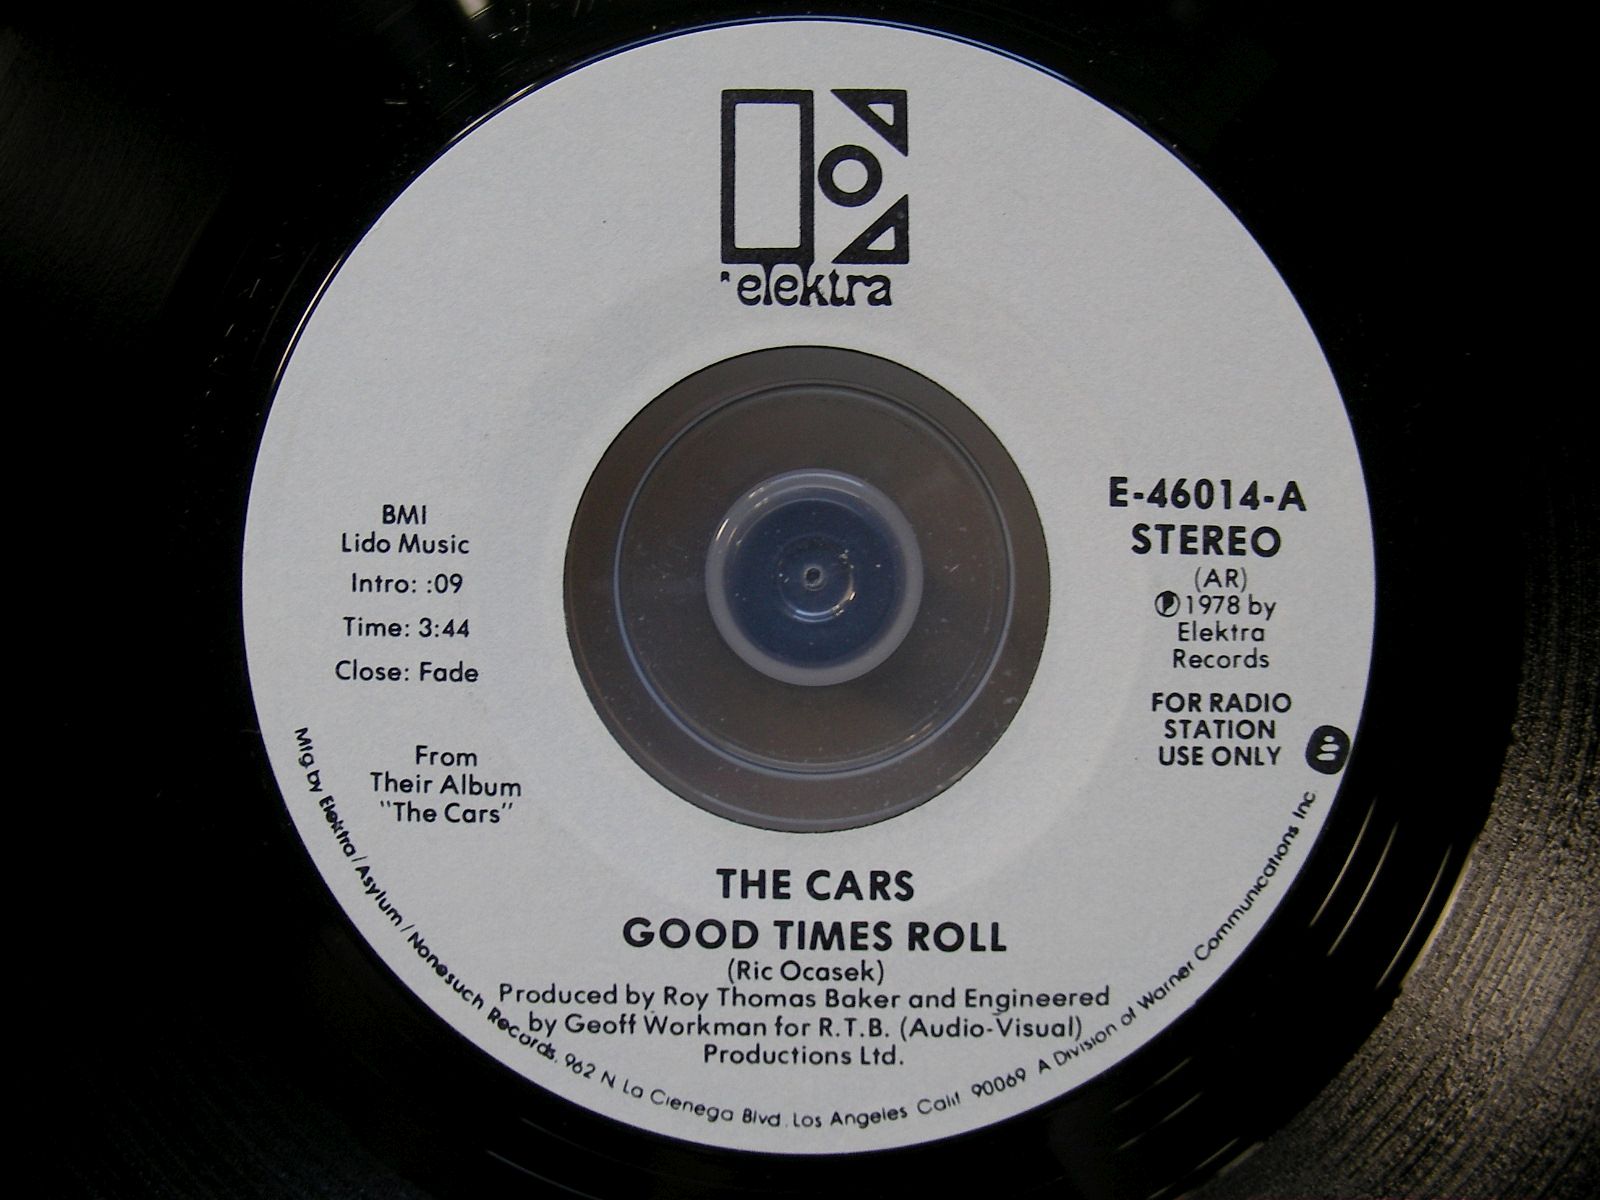 elektra
BMI
Lido Music
Intro: :09
Time: 3:44
Close: Fade
From
Their Album
"The Cars"
E-46014-A
STEREO
(AR)
Ⓟ1978 by
Elektra
Records
FOR RADIO
STATION
USE ONLY
THE CARS
GOOD TIMES ROLL
(Ric Ocasek)
Produced by Roy Thomas Baker and Engineered
by Geoff Workman for R.T.B. (Audio-Visual)
Productions Ltd.
Mfg. by Elektra/Asylum/Nonesuch Records. 962 N La Cienega Blvd. Los Angeles Calif 90069 A Division of Warner Communications Inc.